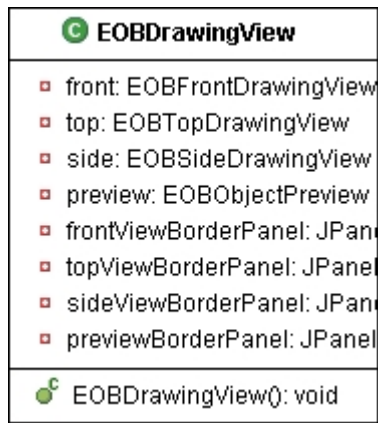 C EOBDrawingView
front: EOBFrontDrawingView
top: EOBTopDrawingView
side: EOBSideDrawingView
preview: EOBObjectPreview
frontViewBorderPanel: JPan
topViewBorderPanel: JPanel
sideViewBorderPanel: JPan
previewBorderPanel: JPanel
C EOBDrawingView(): void